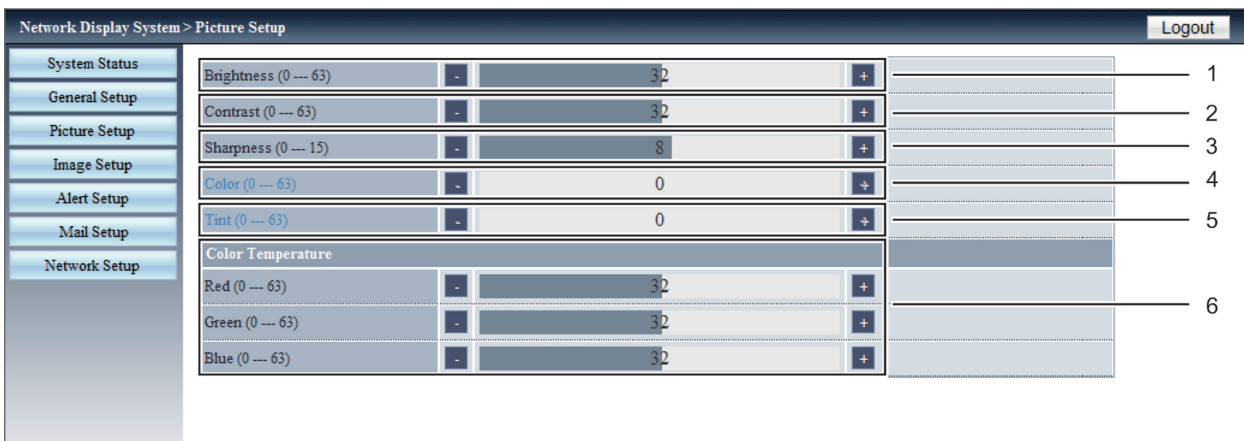 Network Display System > Picture Setup
Logout
System Status
General Setup
Picture Setup
Image Setup
Alert Setup
Mail Setup
Network Setup
Brightness (0 --- 63) - 32 + 1
Contrast (0 --- 63) - 32 + 2
Sharpness (0 --- 15) - 8 + 3
Color (0 --- 63) - 0 + 4
Tint (0 --- 63) - 0 + 5
Color Temperature
Red (0 --- 63) - 32 +
6
Green (0 --- 63) - 32 +
Blue (0 --- 63) - 32 +